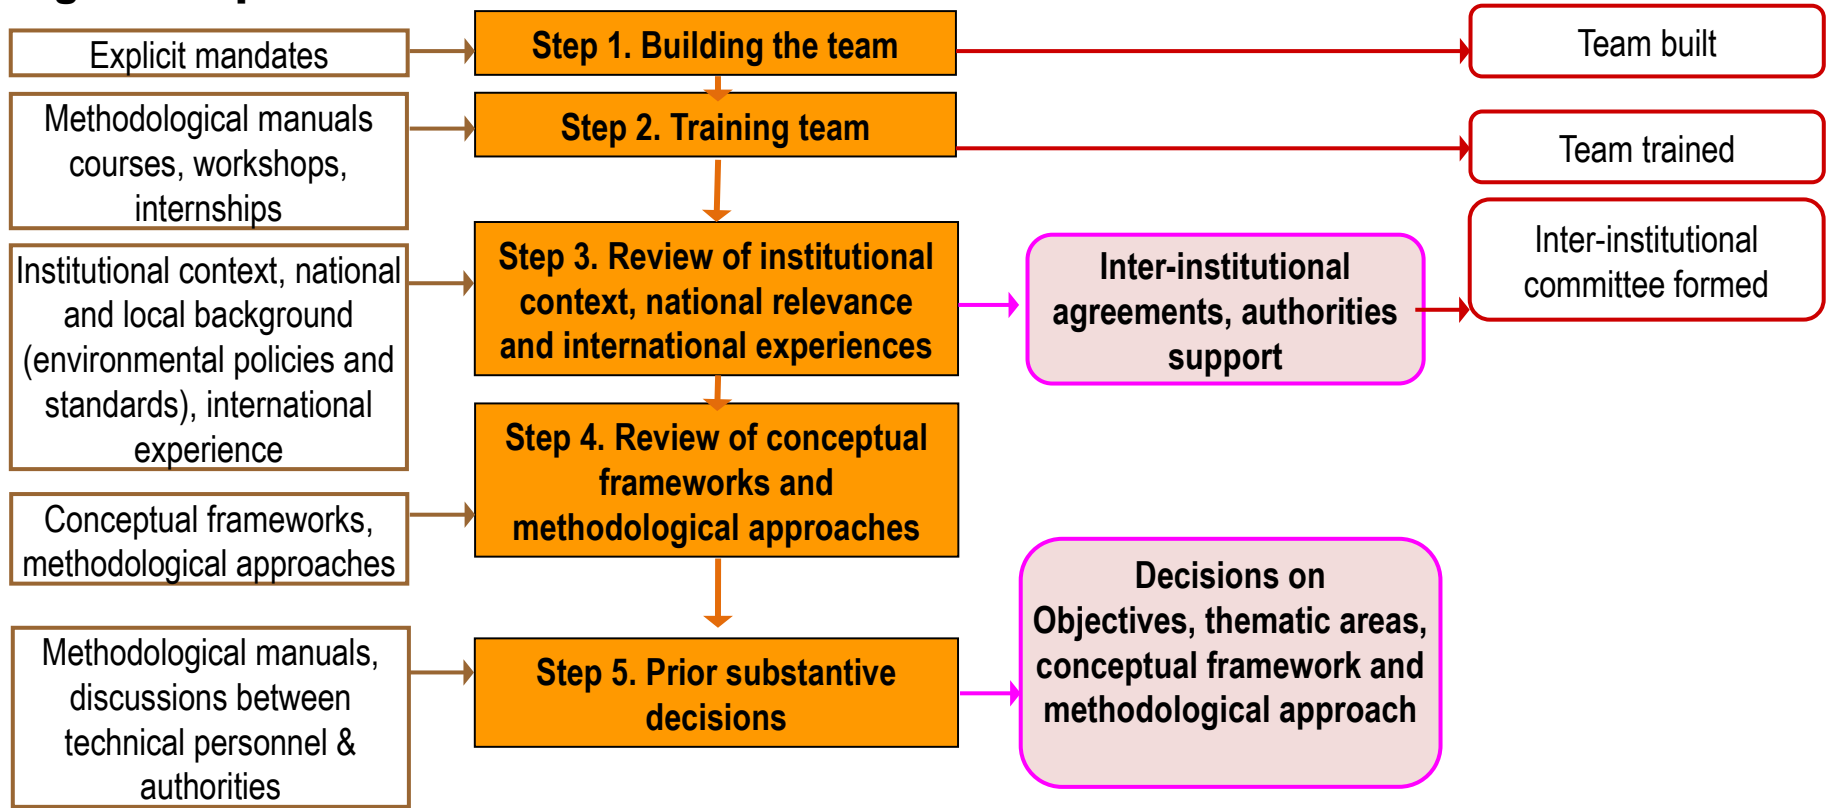 Explicit mandates
Step 1. Building the team
Team built
Methodological manuals
courses, workshops,
internships
Step 2. Training team
Team trained
Institutional context, national
and local background
(environmental policies and
standards), international
experience
Step 3. Review of institutional
context, national relevance
and international experiences
Inter-institutional
agreements, authorities
support
Inter-institutional
committee formed
Conceptual frameworks,
methodological approaches
Step 4. Review of conceptual
frameworks and
methodological approaches
Methodological manuals,
discussions between
technical personnel &
authorities
Step 5. Prior substantive
decisions
Decisions on
Objectives, thematic areas,
conceptual framework and
methodological approach